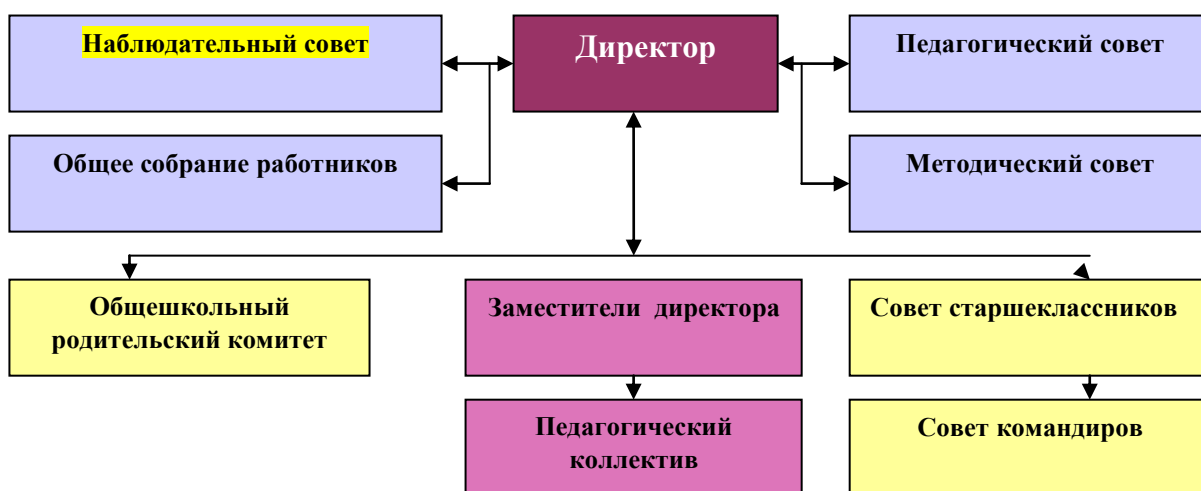 Наблюдательный совет
Директор
Педагогический совет
Общее собрание работников
Методический совет
Общешкольный
родительский комитет
Заместители директора
Совет старшеклассников
Педагогический
коллектив
Совет командиров